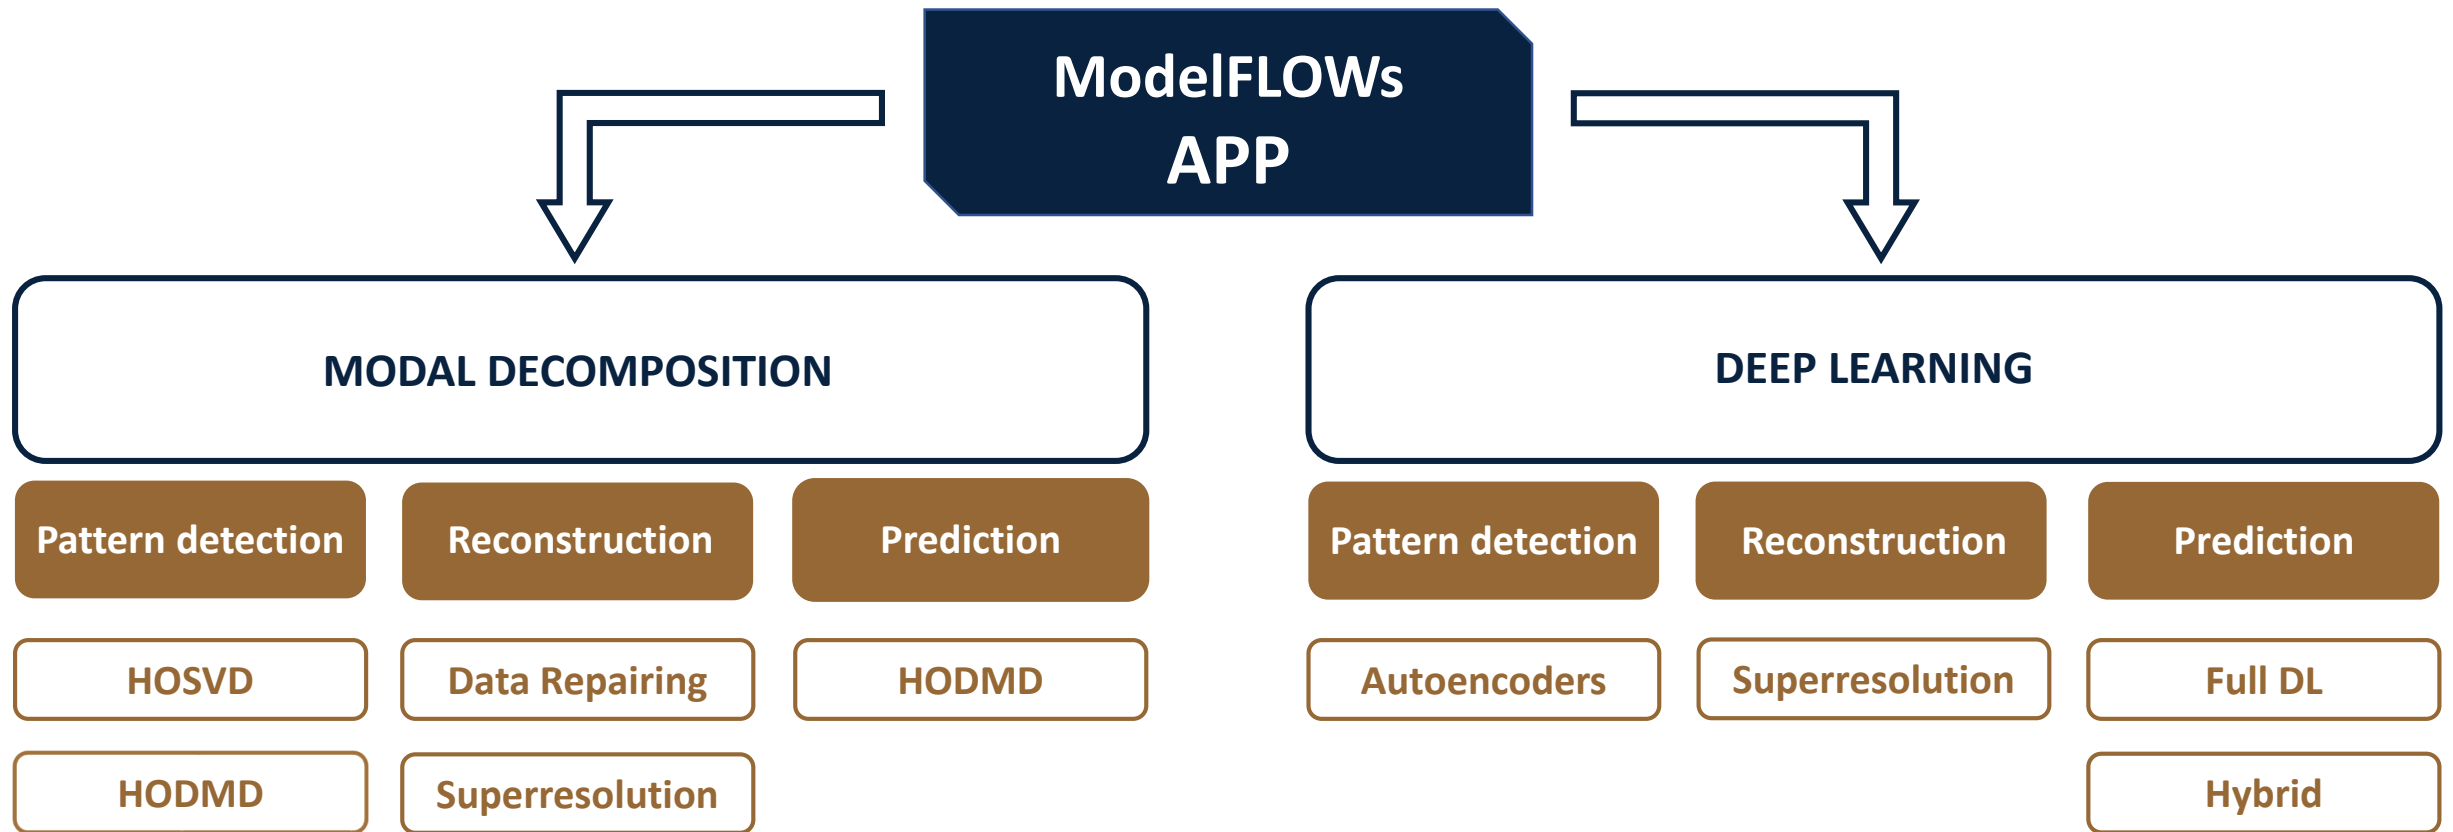 ModelFLOWs
APP
MODAL DECOMPOSITION
DEEP LEARNING
Pattern detection
Reconstruction
Prediction
Pattern detection
Reconstruction
Prediction
HOSVD
Data Repairing
HODMD
Autoencoders
Superresolution
Full DL
HODMD
Superresolution
Hybrid